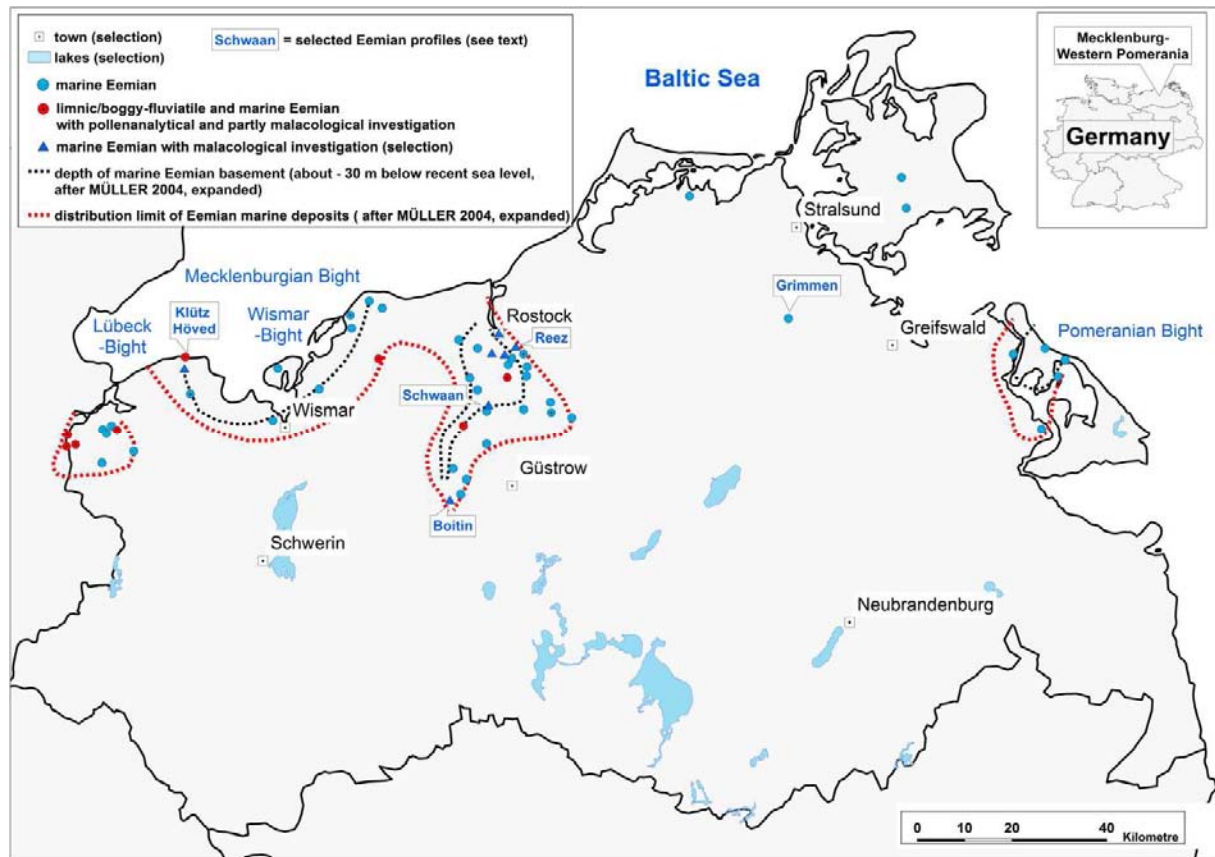 town (selection)
Schwaan = selected Eemian profiles (see text)
lakes (selection)
marine Eemian
limnic/boggy-fluviatile and marine Eemian
with pollenanalytical and partly malacological investigation
marine Eemian with malacological investigation (selection)
depth of marine Eemian basement (about - 30 m below recent sea level,
after MÜLLER 2004, expanded)
distribution limit of Eemian marine deposits ( after MÜLLER 2004, expanded)
Mecklenburg-
Western Pomerania
Germany
Baltic Sea
Stralsund
Mecklenburgian Bight
Klütz
Höved
Wismar
-Bight
Lübeck
-Bight
Rostock
Reez
Grimmen
Greifswald
Pomeranian Bight
Schwaan
Wismar
Güstrow
Boitin
Schwerin
Neubrandenburg
0 10 20 40
Kilometre